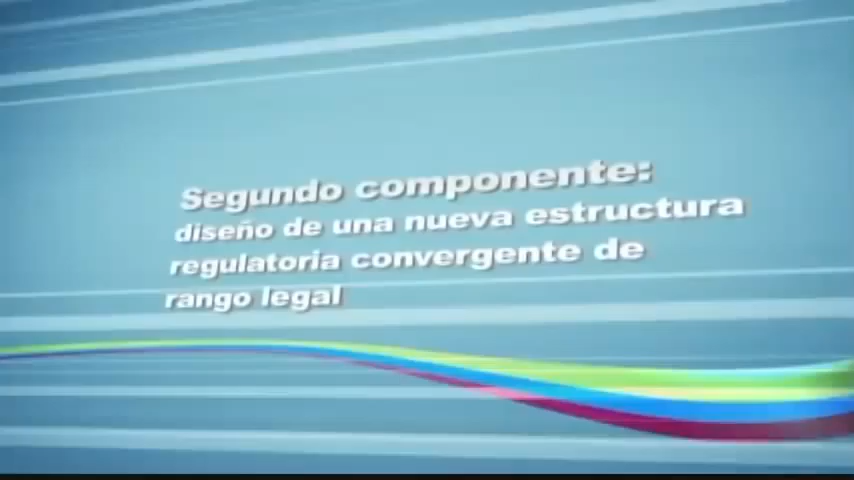 Segundo componente:
diseño de una nueva estructura
regulatoria convergente de
rango legal